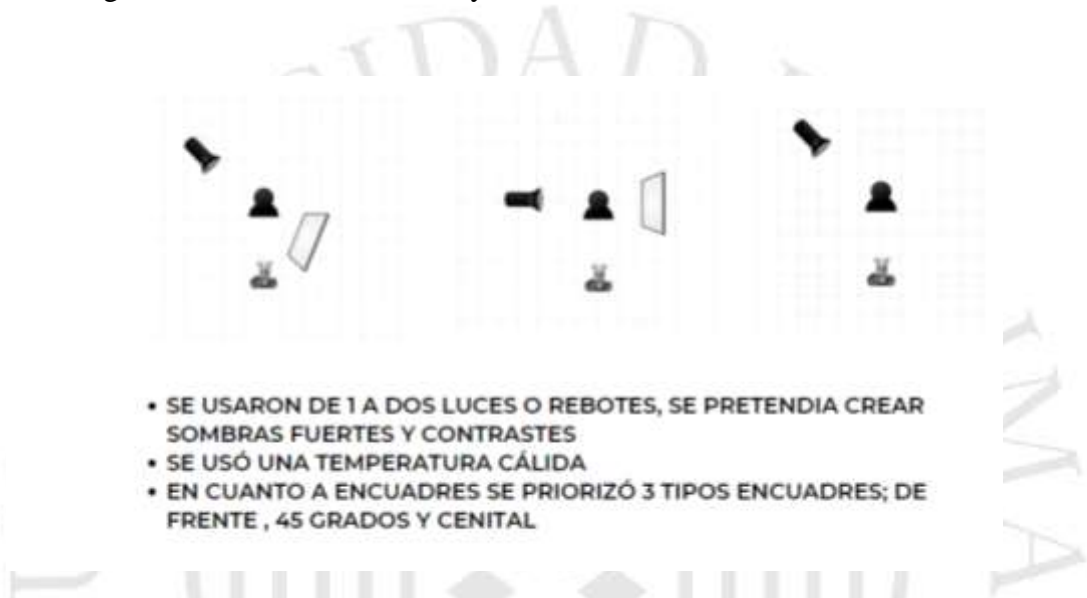 • SE USARON DE 1 A DOS LUCES O REBOTES, SE PRETENDIA CREAR
SOMBRAS FUERTES Y CONTRASTES
• SE USÓ UNA TEMPERATURA CÁLIDA
• EN CUANTO A ENCUADRES SE PRIORIZÓ 3 TIPOS ENCUADRES; DE
FRENTE , 45 GRADOS Y CENITAL